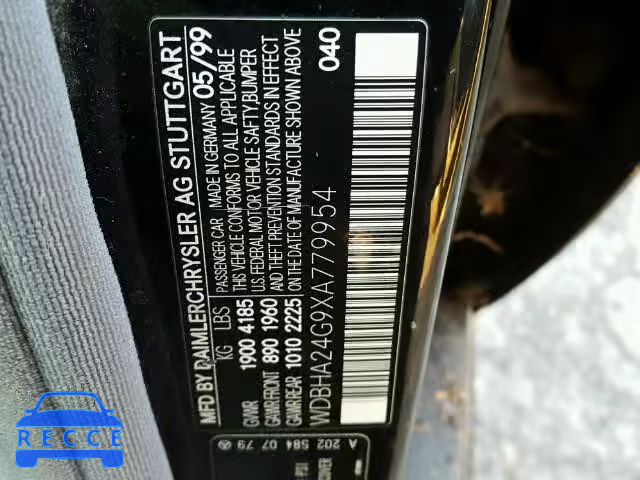 MFD BY DAIMLERCHRYSLER AG STUTTGART
KG LBS PASSENGER CAR MADE IN GERMANY 05/99
GVWR 1900 4185 THIS VEHICLE CONFORMS TO ALL APPLICABLE
U.S. FEDERAL MOTOR VEHICLE SAFTY,BUMPER
GAWR FRONT 890 1960 AND THEFT PREVENTION STANDARDS IN EFFECT
GAWR REAR 1010 2225 ON THE DATE OF MANUFACTURE SHOWN ABOVE
WDBHA24G9XA779954 040
A 202 584 07 79
RECCE